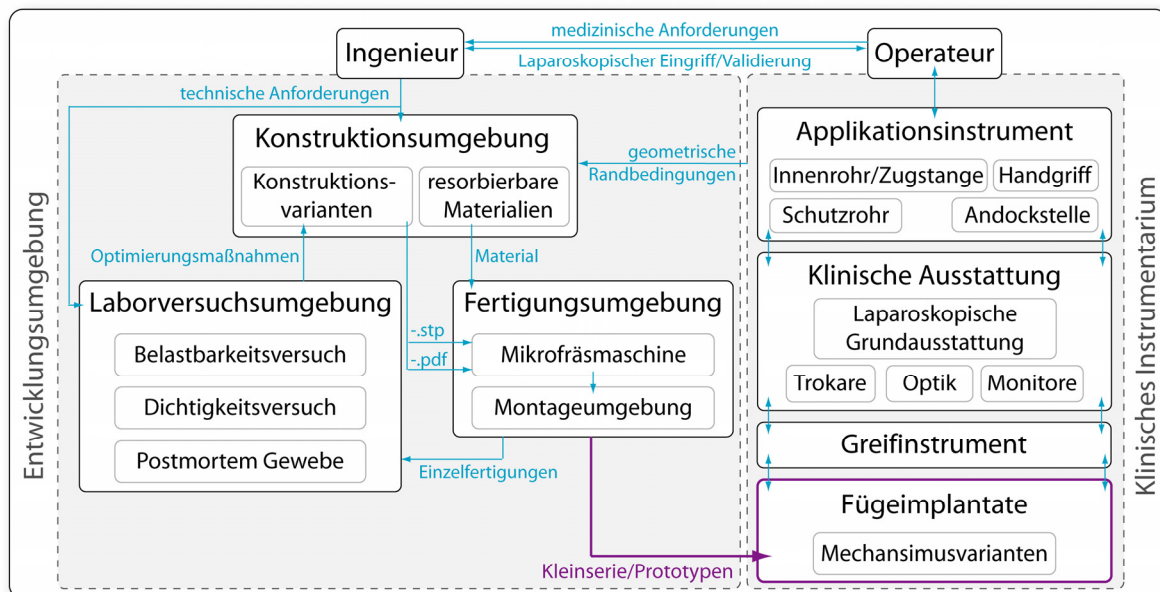 medizinische Anforderungen
Ingenieur
Operateur
Laparoskopischer Eingriff/Validierung
technische Anforderungen
Entwicklungsumgebung
Konstruktionsumgebung
Konstruktions-
varianten
resorbierbare
Materialien
geometrische
Randbedingungen
Optimierungsmaßnahmen
Material
Laborversuchsumgebung
Belastbarkeitsversuch
Dichtigkeitsversuch
Postmortem Gewebe
Fertigungsumgebung
-.stp
-.pdf
Mikrofräsmaschine
Montageumgebung
Einzelfertigungen
Kleinserie/Prototypen
Klinisches Instrumentarium
Applikationsinstrument
Innenrohr/Zugstange
Handgriff
Schutzrohr
Andockstelle
Klinische Ausstattung
Laparoskopische
Grundausstattung
Trokare
Optik
Monitore
Greifinstrument
Fügeimplantate
Mechansimusvarianten